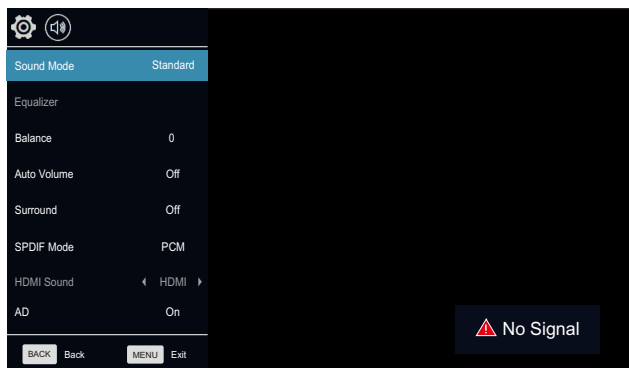 Sound Mode Standard
Equalizer
Balance 0
Auto Volume Off
Surround Off
SPDIF Mode PCM
HDMI Sound HDMI
AD On
BACK Back MENU Exit
No Signal